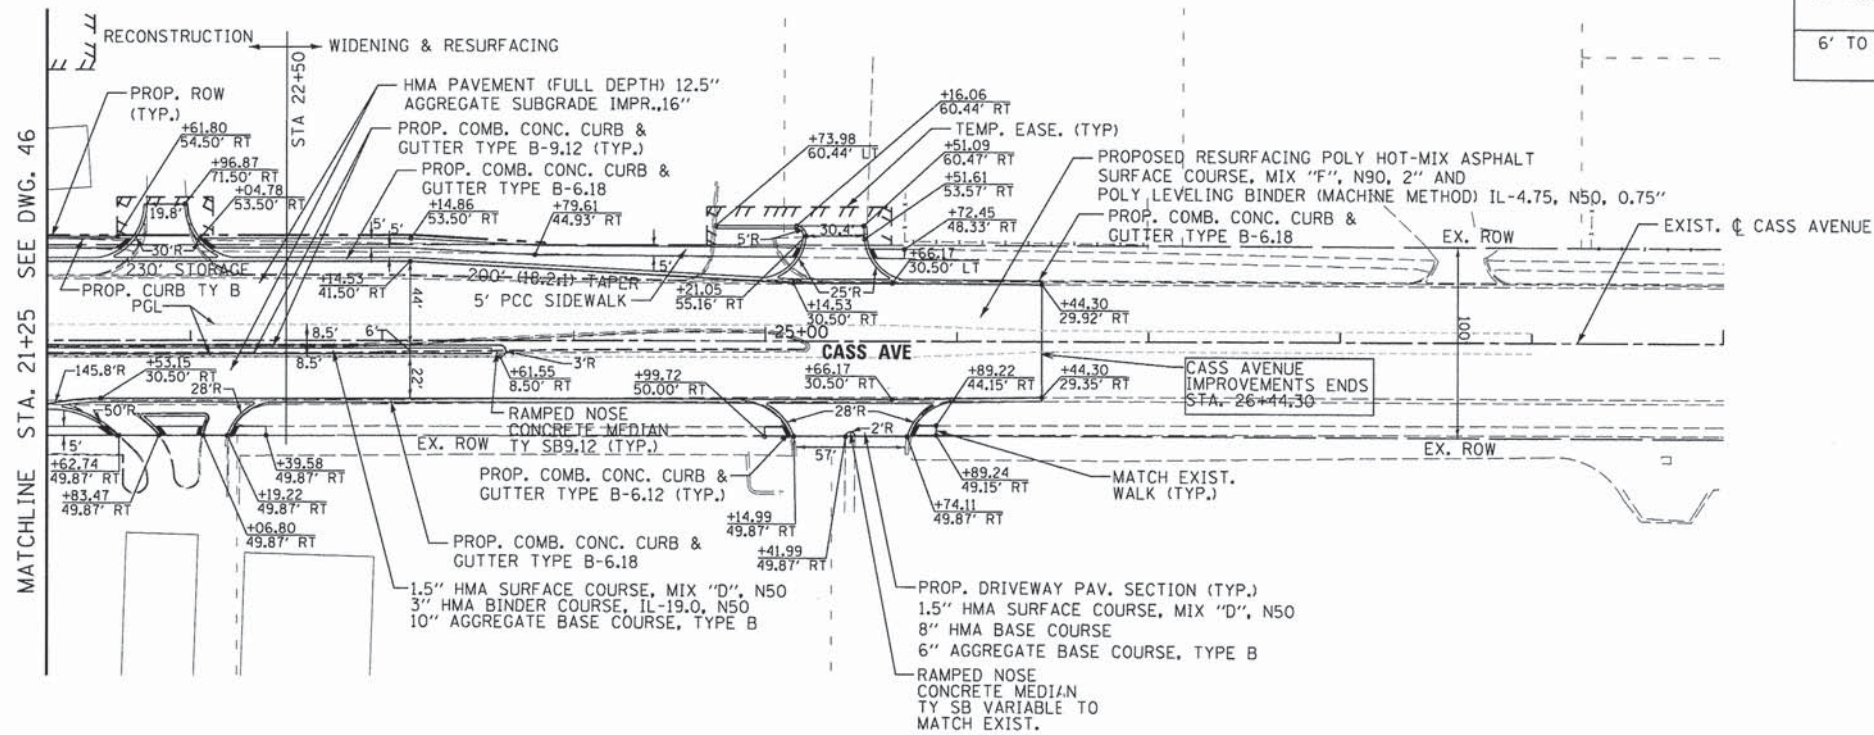 6' TO
RECONSTRUCTION
WIDENING & RESURFACING
STA 22+50
PROP. ROW
(TYP.)
+61.80
54.50' RT
+96.87
71.50' RT
+04.78
53.50' RT
HMA PAVEMENT (FULL DEPTH) 12.5"
AGGREGATE SUBGRADE IMPR.,16"
PROP. COMB. CONC. CURB &
GUTTER TYPE B-9.12 (TYP.)
PROP. COMB. CONC. CURB &
GUTTER TYPE B-6.18
+14.86
53.50' RT
+79.61
44.93' RT
+73.98
60.44' LT
+16.06
60.44' RT
TEMP. EASE. (TYP)
+51.09
60.47' RT
+51.61
53.57' RT
+72.45
48.33' RT
PROPOSED RESURFACING POLY HOT-MIX ASPHALT
SURFACE COURSE, MIX "F", N90, 2" AND
POLY LEVELING BINDER (MACHINE METHOD) IL-4.75, N50, 0.75"
PROP. COMB. CONC. CURB &
GUTTER TYPE B-6.18
EX. ROW
EXIST. ℄ CASS AVENUE
MATCHLINE STA. 21+25 SEE DWG. 46
19.8'
30'R
5'
5'
5'R
30.4'
230' STORAGE
PROP. CURB TY B
PGL
+14.53
41.50' RT
200' (18.2:1) TAPER
5' PCC SIDEWALK
5'
+21.05
55.16' RT
25'R
+66.17
30.50' LT
+14.53
30.50' RT
+44.30
29.92' RT
44'
8.5'
6'
8.5'
25+00
CASS AVE
100'
145.8'R
+53.15
30.50' RT
28'R
22'
3'R
+61.55
8.50' RT
+99.72
50.00' RT
+66.17
30.50' RT
+89.22
44.15' RT
+44.30
29.35' RT
CASS AVENUE
IMPROVEMENTS ENDS
STA. 26+44.30
50'R
5'
RAMPED NOSE
CONCRETE MEDIAN
TY SB9.12 (TYP.)
28'R
2'R
57'
EX. ROW
EX. ROW
+62.74
49.87' RT
+83.47
49.87' RT
+39.58
49.87' RT
+19.22
49.87' RT
+06.80
49.87' RT
PROP. COMB. CONC. CURB &
GUTTER TYPE B-6.12 (TYP.)
+89.24
49.15' RT
MATCH EXIST.
WALK (TYP.)
+74.11
49.87' RT
+14.99
49.87' RT
+41.99
49.87' RT
PROP. COMB. CONC. CURB &
GUTTER TYPE B-6.18
1.5" HMA SURFACE COURSE, MIX "D", N50
3" HMA BINDER COURSE, IL-19.0, N50
10" AGGREGATE BASE COURSE, TYPE B
PROP. DRIVEWAY PAV. SECTION (TYP.)
1.5" HMA SURFACE COURSE, MIX "D", N50
8" HMA BASE COURSE
6" AGGREGATE BASE COURSE, TYPE B
RAMPED NOSE
CONCRETE MEDIAN
TY SB VARIABLE TO
MATCH EXIST.